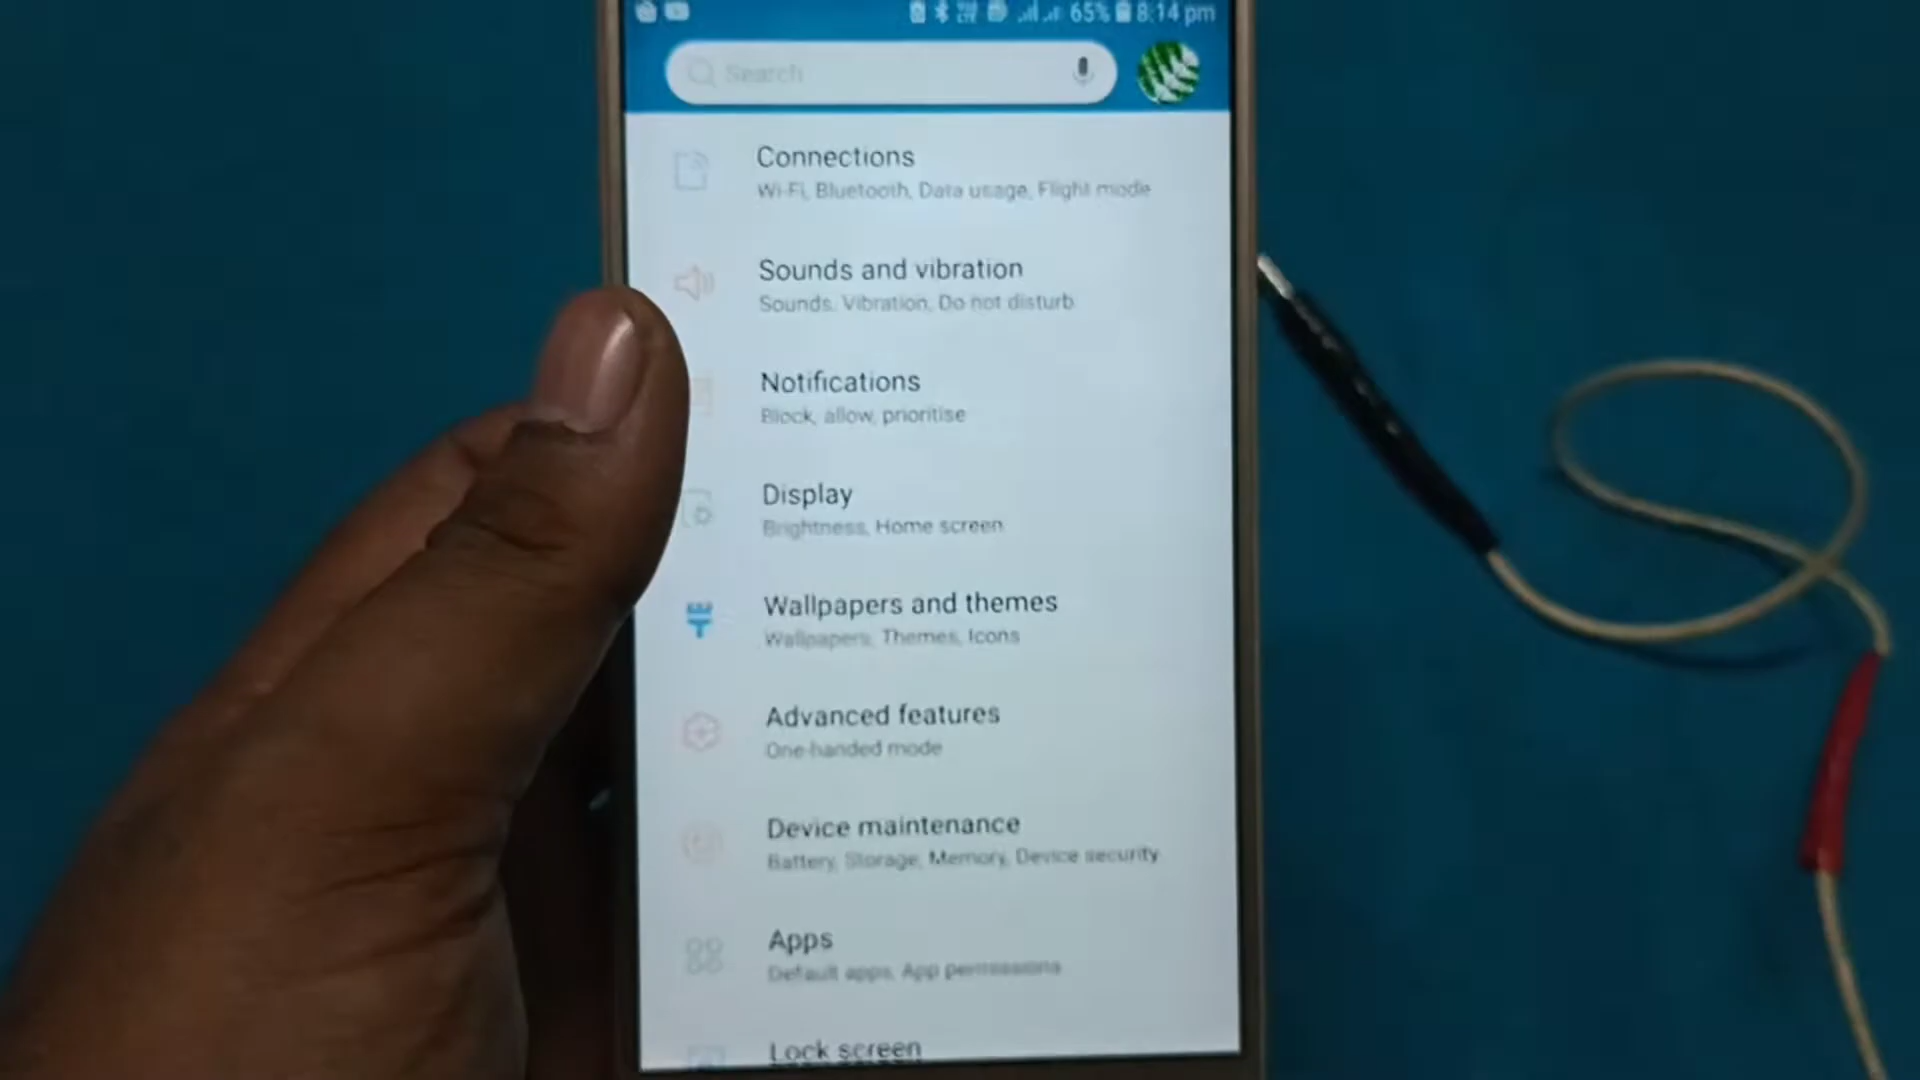 65% 8:14 pm
Search
Connections
Wi-Fi, Bluetooth, Data usage, Flight mode
Sounds and vibration
Sounds, Vibration, Do not disturb
Notifications
Block, allow, prioritise
Display
Brightness, Home screen
Wallpapers and themes
Wallpapers, Themes, Icons
Advanced features
One-handed mode
Device maintenance
Battery, Storage, Memory, Device security
Apps
Default apps, App permissions
Lock screen